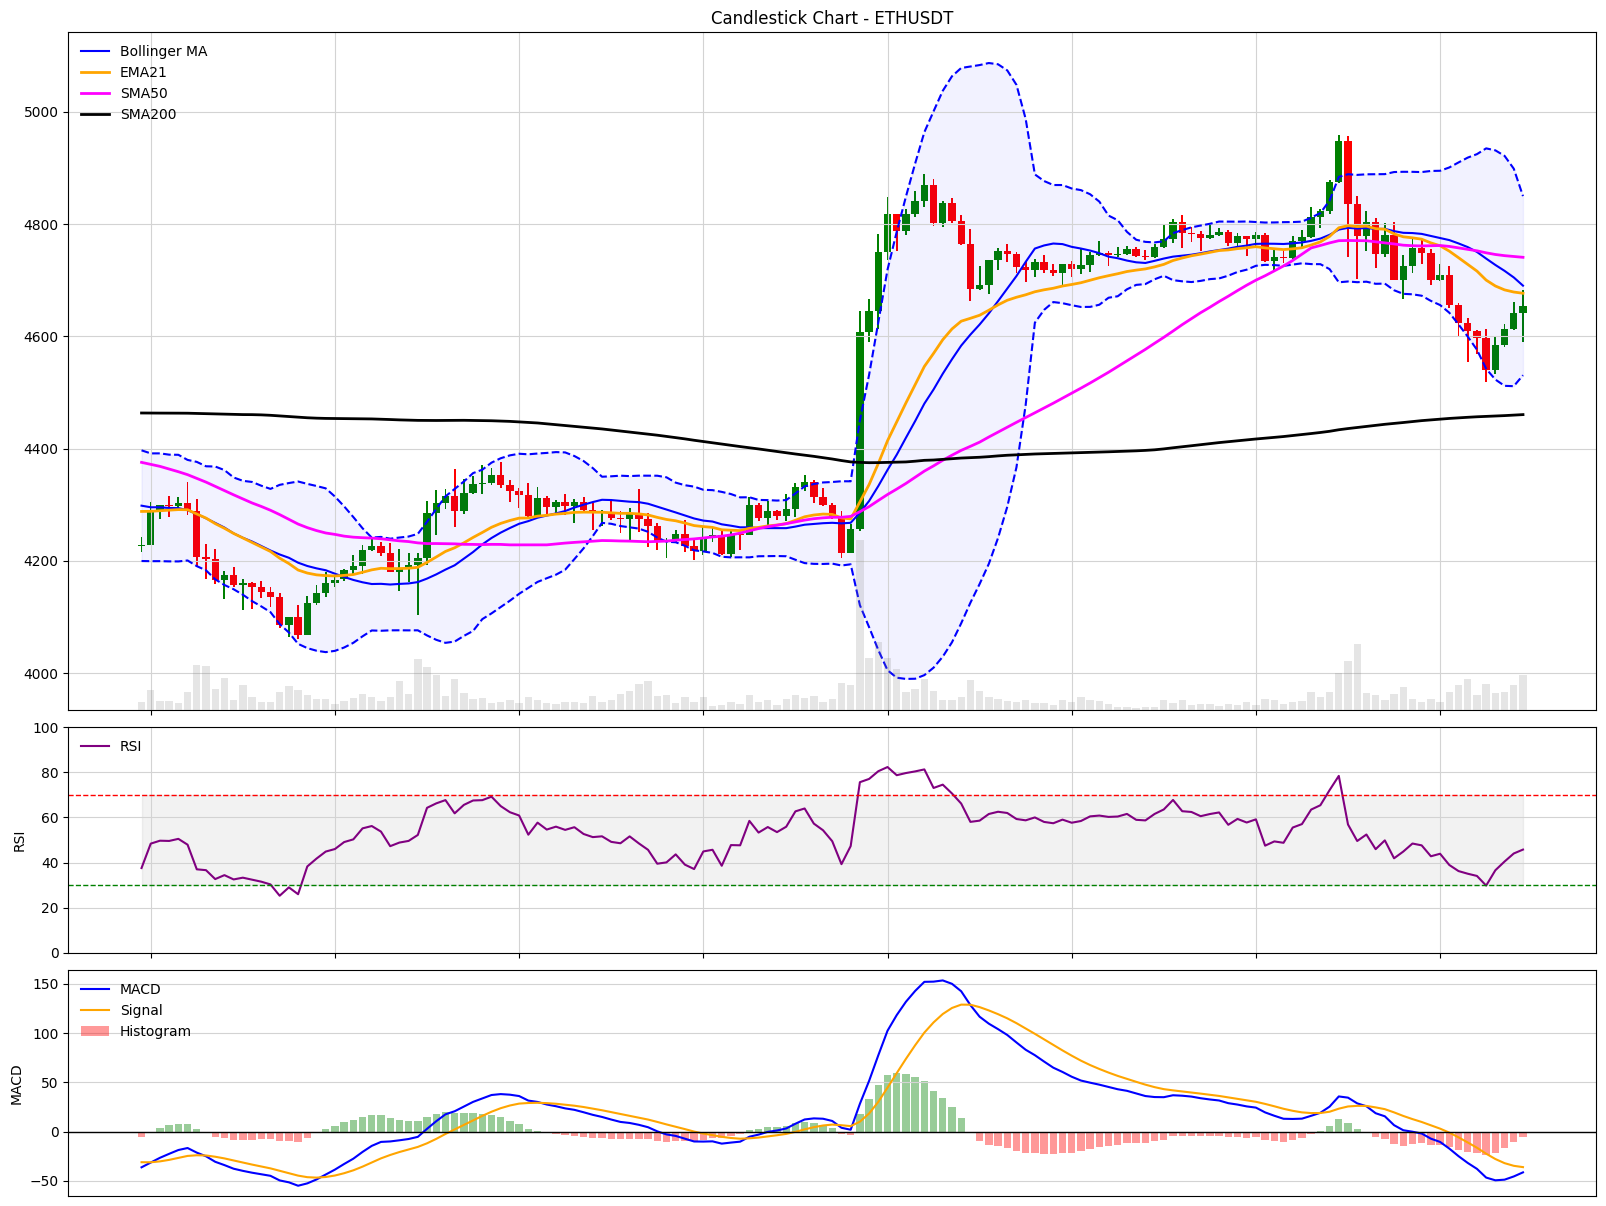 Candlestick Chart - ETHUSDT
Bollinger MA
EMA21
SMA50
SMA200
5000
4800
4600
4400
4200
4000
100
80
60
40
20
0
RSI
RSI
150
100
50
0
−50
MACD
MACD
Signal
Histogram